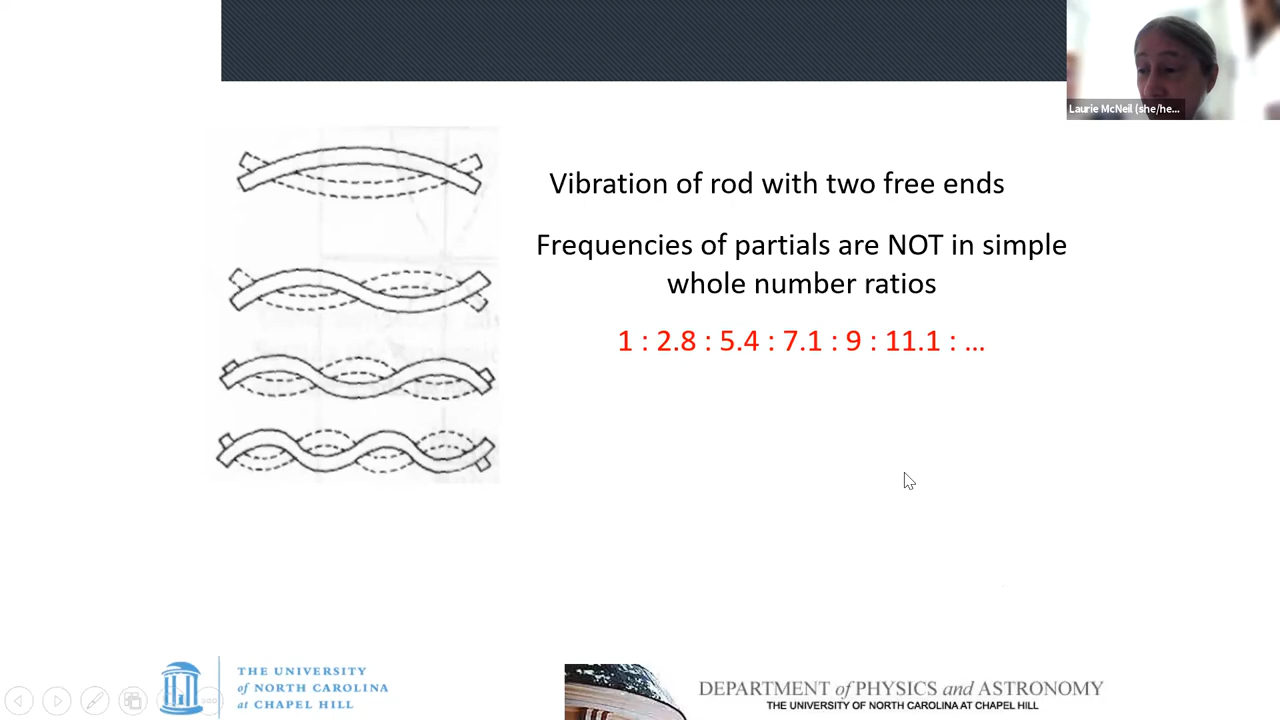 Laurie McNeil (she/he...
Vibration of rod with two free ends
Frequencies of partials are NOT in simple
whole number ratios
1 : 2.8 : 5.4 : 7.1 : 9 : 11.1 : ...
THE UNIVERSITY
of NORTH CAROLINA
at CHAPEL HILL
DEPARTMENT of PHYSICS and ASTRONOMY
THE UNIVERSITY OF NORTH CAROLINA AT CHAPEL HILL